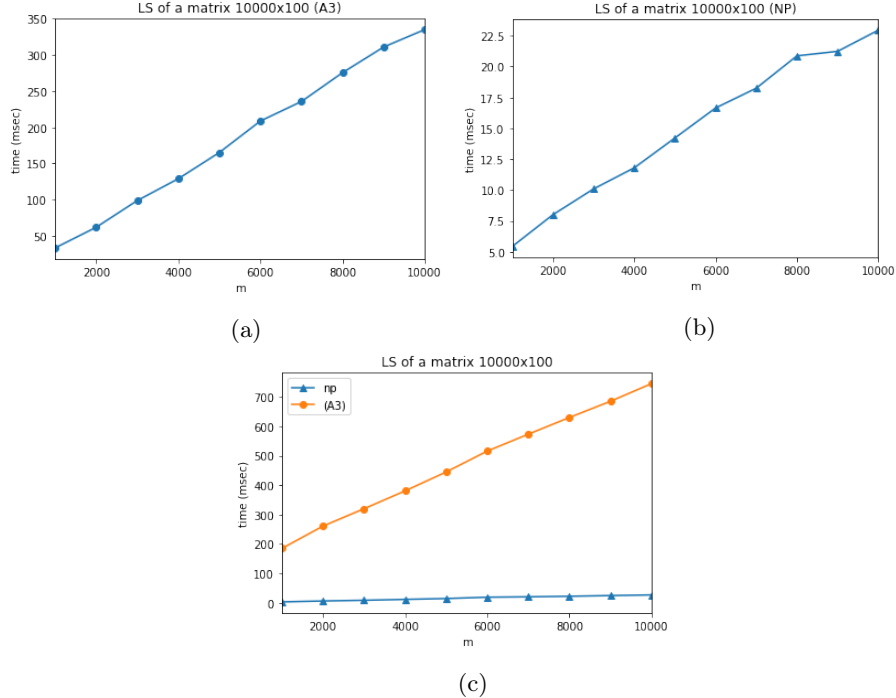 LS of a matrix 10000x100 (A3)
350
300
250
200
150
100
50
time (msec)
2000 4000 6000 8000 10000
m
(a)
LS of a matrix 10000x100 (NP)
22.5
20.0
17.5
15.0
12.5
10.0
7.5
5.0
time (msec)
2000 4000 6000 8000 10000
m
(b)
LS of a matrix 10000x100
np
(A3)
700
600
500
400
300
200
100
0
time (msec)
2000 4000 6000 8000 10000
m
(c)